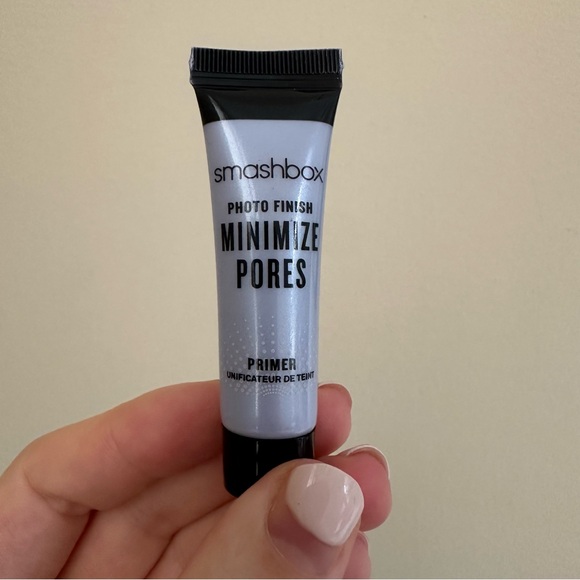 smashbox
PHOTO FINISH
MINIMIZE
PORES
PRIMER
UNIFICATEUR DE TEINT